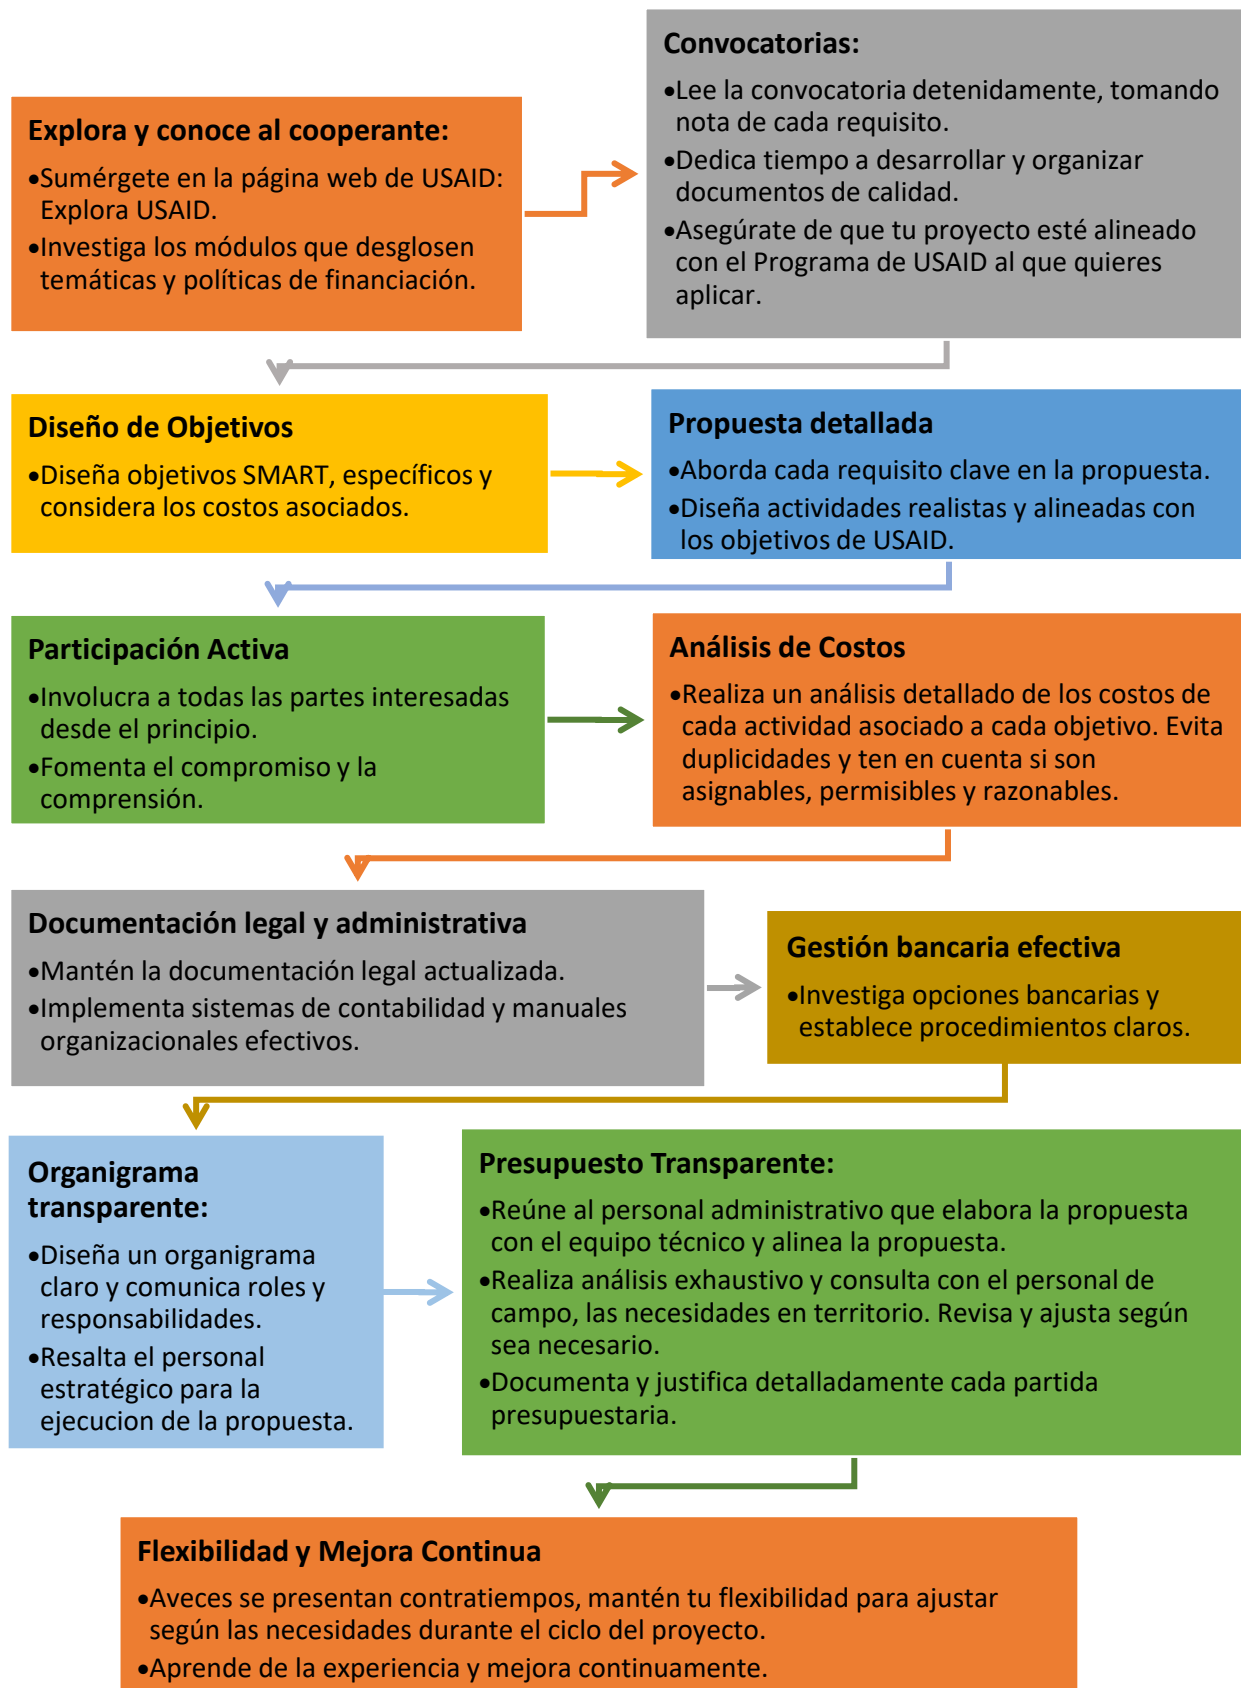 Explora y conoce al cooperante:
•Sumérgete en la página web de USAID:
Explora USAID.
•Investiga los módulos que desglosen
temáticas y políticas de financiación.
Convocatorias:
•Lee la convocatoria detenidamente, tomando
nota de cada requisito.
•Dedica tiempo a desarrollar y organizar
documentos de calidad.
•Asegúrate de que tu proyecto esté alineado
con el Programa de USAID al que quieres
aplicar.
Diseño de Objetivos
•Diseña objetivos SMART, específicos y
considera los costos asociados.
Propuesta detallada
•Aborda cada requisito clave en la propuesta.
•Diseña actividades realistas y alineadas con
los objetivos de USAID.
Participación Activa
•Involucra a todas las partes interesadas
desde el principio.
•Fomenta el compromiso y la
comprensión.
Análisis de Costos
•Realiza un análisis detallado de los costos de
cada actividad asociado a cada objetivo. Evita
duplicidades y ten en cuenta si son
asignables, permisibles y razonables.
Documentación legal y administrativa
•Mantén la documentación legal actualizada.
•Implementa sistemas de contabilidad y manuales
organizacionales efectivos.
Gestión bancaria efectiva
•Investiga opciones bancarias y
establece procedimientos claros.
Organigrama
transparente:
•Diseña un organigrama
claro y comunica roles y
responsabilidades.
•Resalta el personal
estratégico para la
ejecucion de la propuesta.
Presupuesto Transparente:
•Reúne al personal administrativo que elabora la propuesta
con el equipo técnico y alinea la propuesta.
•Realiza análisis exhaustivo y consulta con el personal de
campo, las necesidades en territorio. Revisa y ajusta según
sea necesario.
•Documenta y justifica detalladamente cada partida
presupuestaria.
Flexibilidad y Mejora Continua
•Aveces se presentan contratiempos, mantén tu flexibilidad para ajustar
según las necesidades durante el ciclo del proyecto.
•Aprende de la experiencia y mejora continuamente.